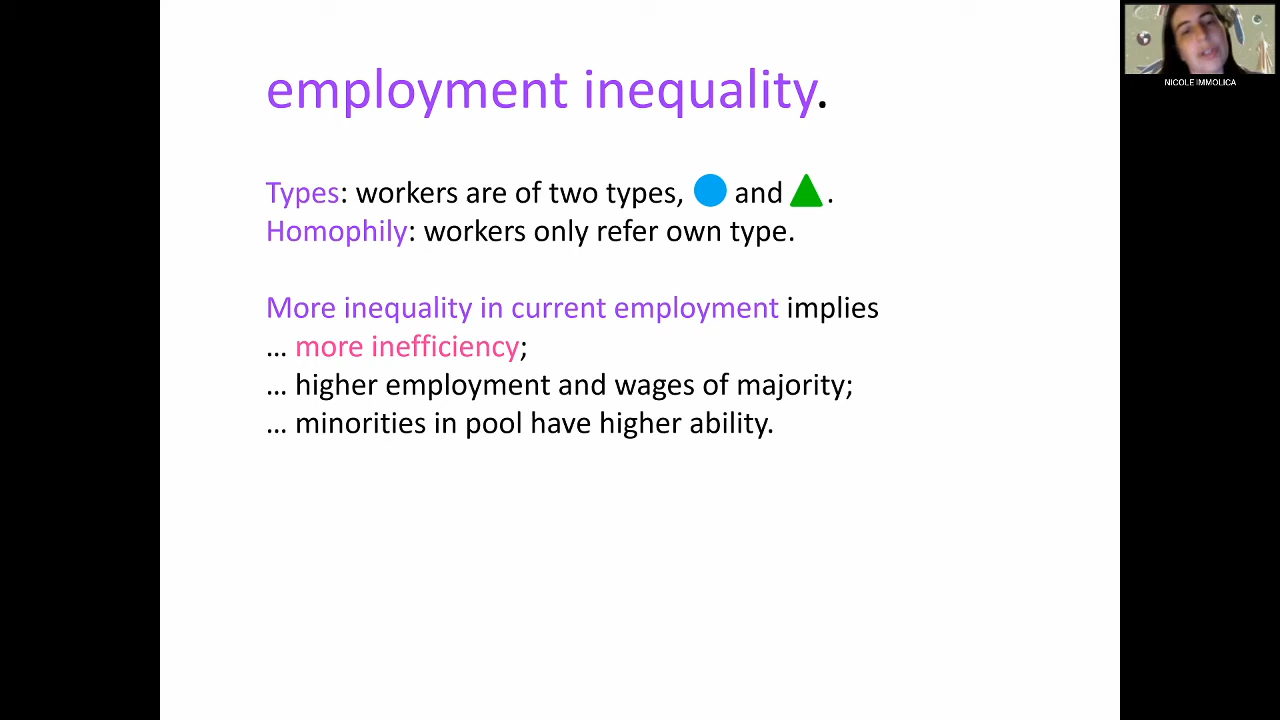 employment inequality.
Types: workers are of two types, and .
Homophily: workers only refer own type.
More inequality in current employment implies
… more inefficiency;
… higher employment and wages of majority;
… minorities in pool have higher ability.
NICOLE IMMOLICA